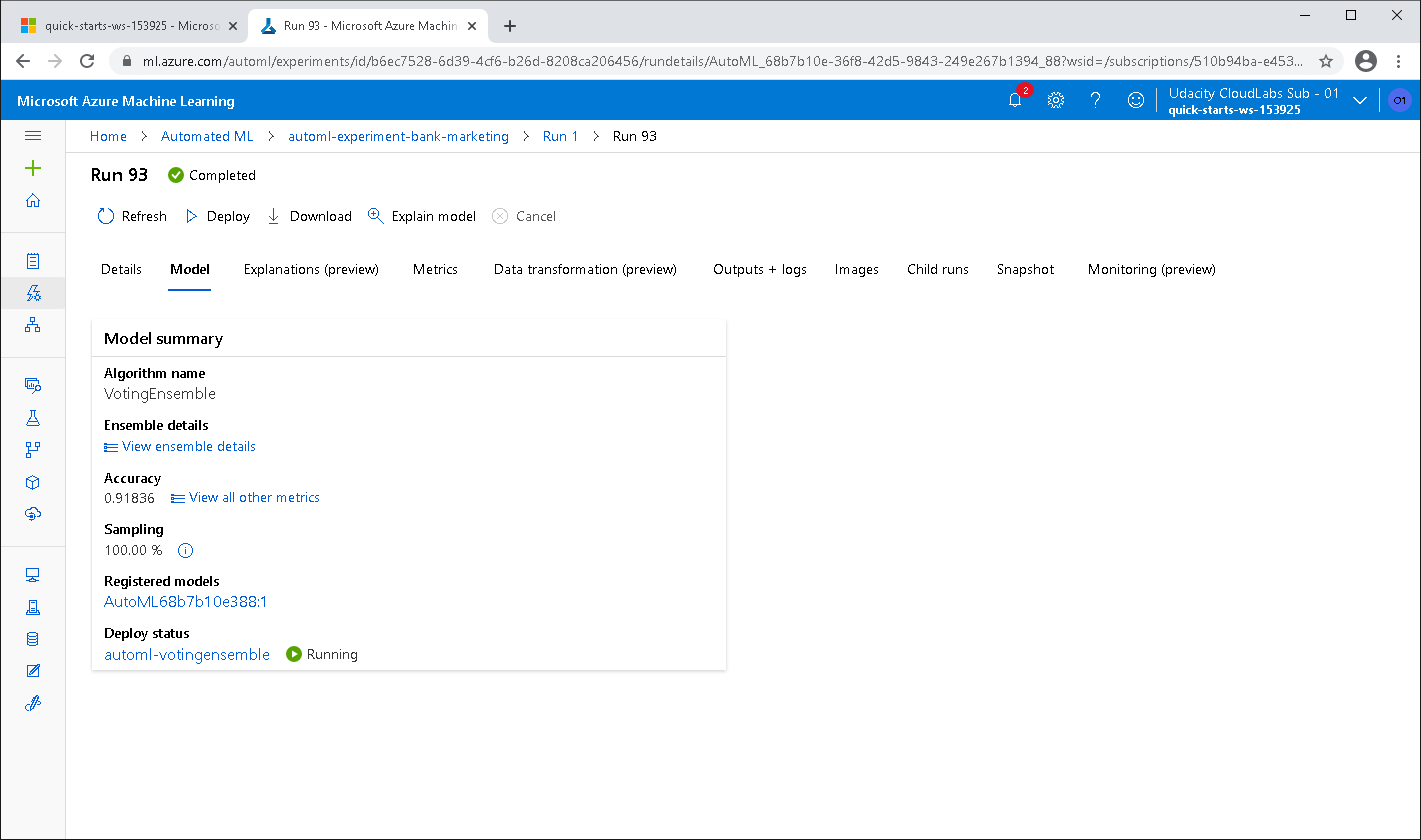 quick-starts-ws-153925 - Microso
Run 93 - Microsoft Azure Machin
ml.azure.com/automl/experiments/id/b6ec7528-6d39-4cf6-b26d-8208ca206456/rundetails/AutoML_68b7b10e-36f8-42d5-9843-249e267b1394_88?wsid=/subscriptions/510b94ba-e453...
Microsoft Azure Machine Learning
2
Udacity CloudLabs Sub - 01
quick-starts-ws-153925
O1
Home > Automated ML > automl-experiment-bank-marketing > Run 1 > Run 93
Run 93 Completed
Refresh Deploy Download Explain model Cancel
Details Model Explanations (preview) Metrics Data transformation (preview) Outputs + logs Images Child runs Snapshot Monitoring (preview)
Model summary
Algorithm name
VotingEnsemble
Ensemble details
View ensemble details
Accuracy
0.91836 View all other metrics
Sampling
100.00 %
Registered models
AutoML68b7b10e388:1
Deploy status
automl-votingensemble Running